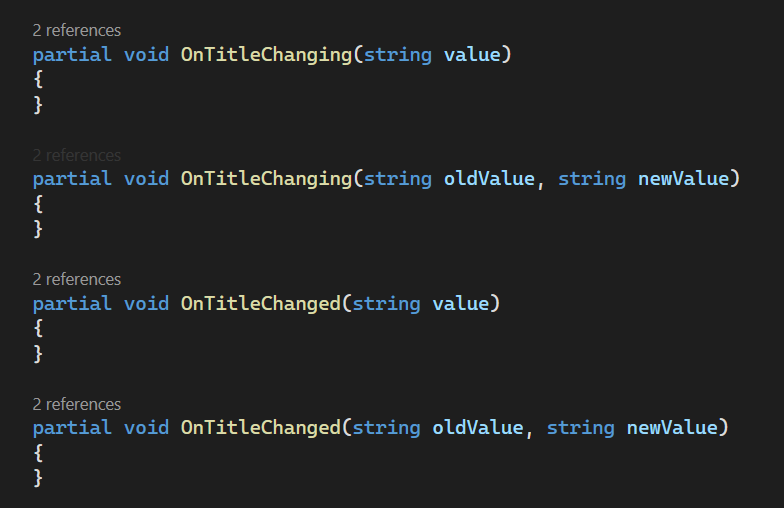 2 references
partial void OnTitleChanging(string value)
{
}
2 references
partial void OnTitleChanging(string oldValue, string newValue)
{
}
2 references
partial void OnTitleChanged(string value)
{
}
2 references
partial void OnTitleChanged(string oldValue, string newValue)
{
}